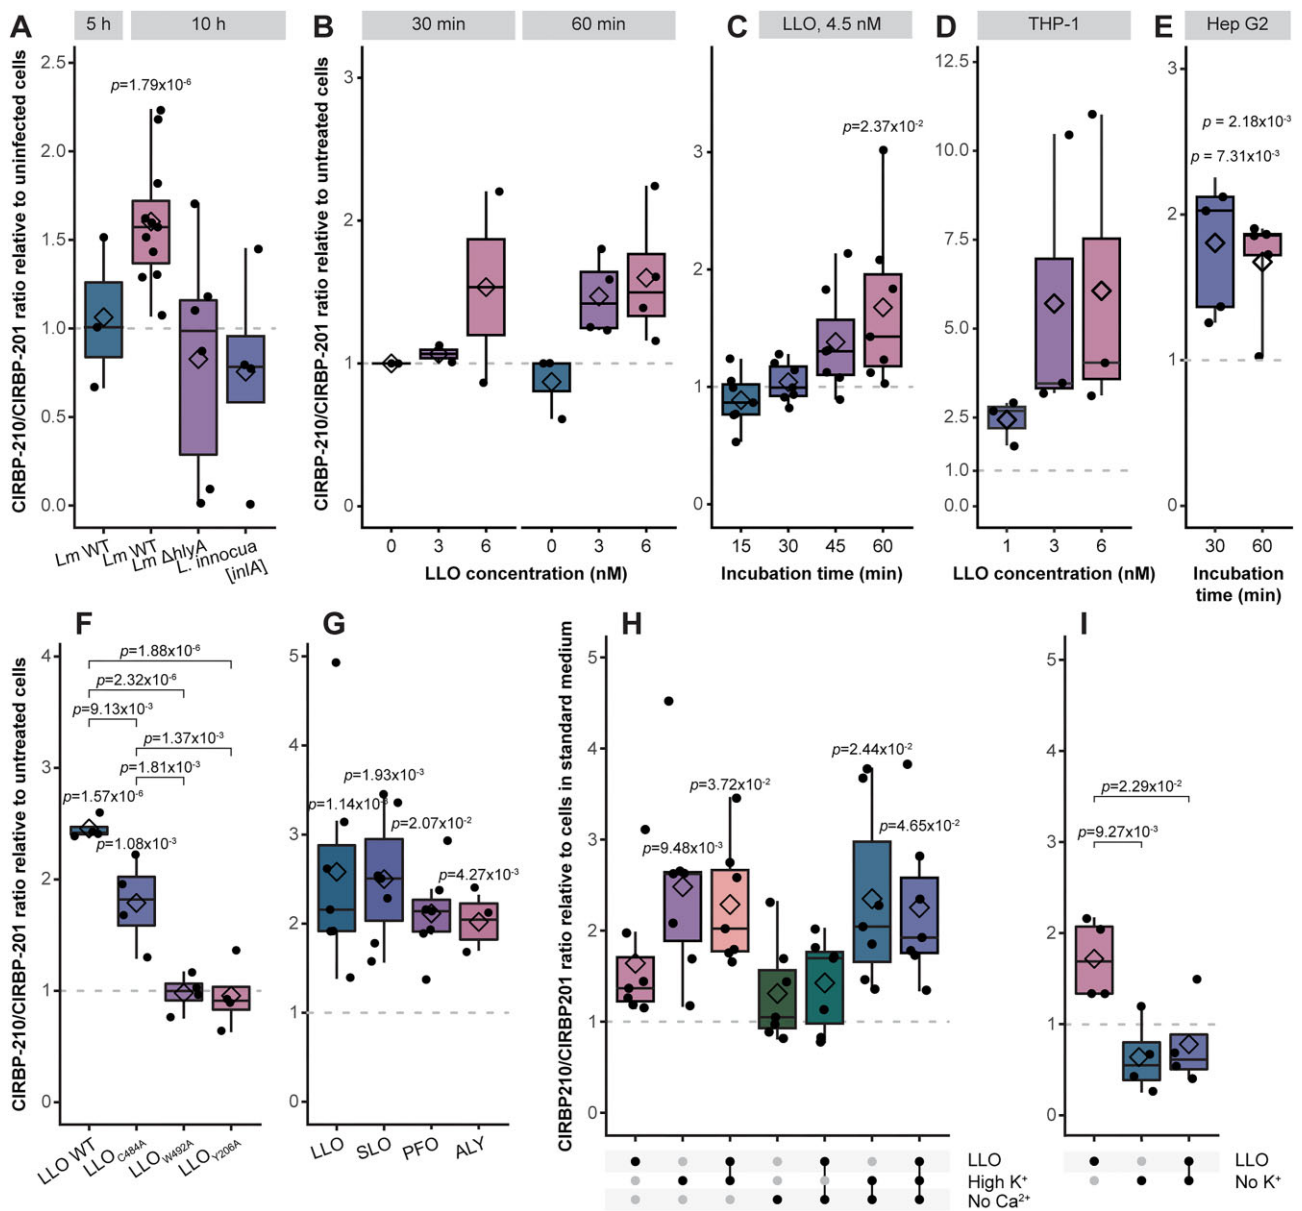 A
5 h
10 h
CIRBP-210/CIRBP-201 ratio relative to uninfected cells
2.5
2.0
1.5
1.0
0.5
0.0
p=1.79x10-6
Lm WT
Lm WT
Lm ΔhlyA
L. innocua
[inlA]
B
30 min
60 min
CIRBP-210/CIRBP-201 ratio relative to untreated cells
3
2
1
0
0
3
6
0
3
6
LLO concentration (nM)
C
LLO, 4.5 nM
3
2
1
0
p=2.37x10-2
15
30
45
60
Incubation time (min)
D
THP-1
12.5
10.0
7.5
5.0
2.5
1.0
0.0
1
3
6
LLO concentration (nM)
E
Hep G2
3
2
1
0
p = 2.18x10-3
p = 7.31x10-3
30
60
Incubation
time (min)
F
CIRBP-210/CIRBP-201 ratio relative to untreated cells
4
3
2
1
0
p=1.88x10-6
p=2.32x10-6
p=9.13x10-3
p=1.37x10-3
p=1.81x10-3
p=1.57x10-6
p=1.08x10-3
LLO WT
LLOC484A
LLOW492A
LLOY206A
G
5
4
3
2
1
0
p=1.93x10-3
p=1.14x10-3
p=2.07x10-2
p=4.27x10-3
LLO
SLO
PFO
ALY
H
CIRBP210/CIRBP201 ratio relative to cells in standard medium
5
4
3
2
1
0
p=2.44x10-2
p=3.72x10-2
p=9.48x10-3
p=4.65x10-2
LLO
High K+
No Ca2+
I
5
4
3
2
1
0
p=2.29x10-2
p=9.27x10-3
LLO
No K+